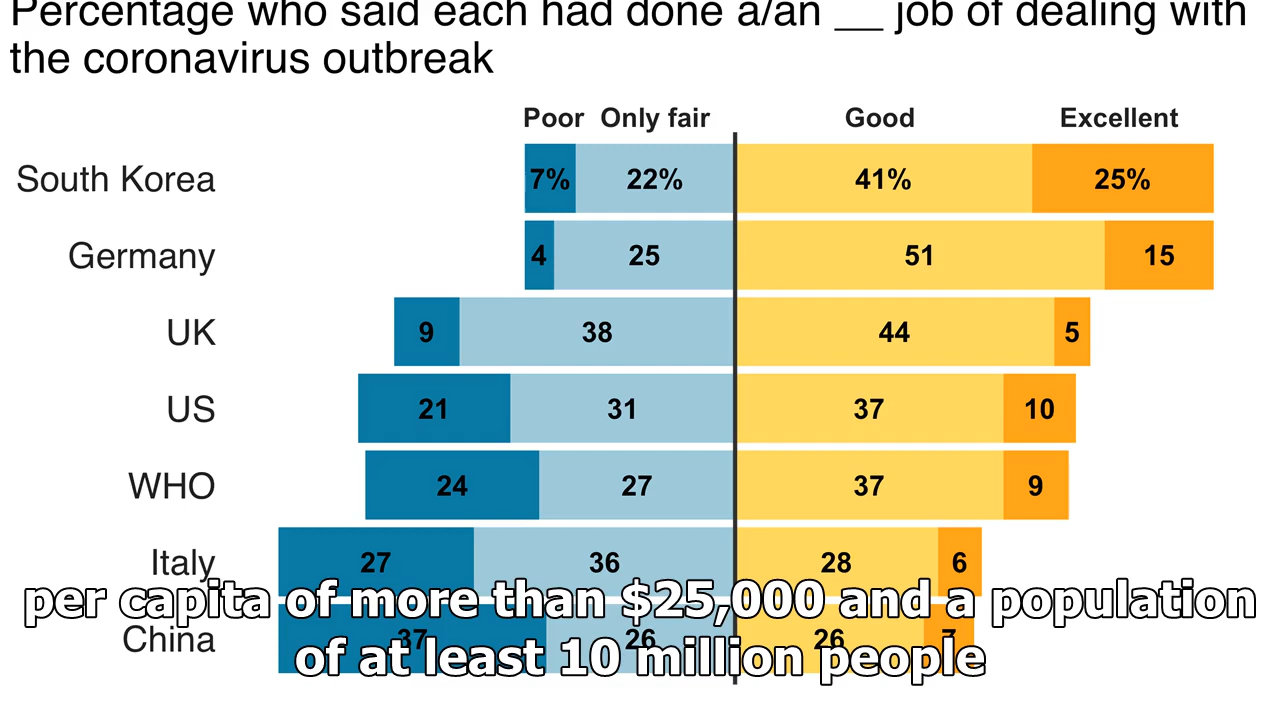 Percentage who said each had done a/an __ job of dealing with
the coronavirus outbreak
Poor Only fair Good Excellent
South Korea 7% 22% 41% 25%
Germany 4 25 51 15
UK 9 38 44 5
US 21 31 37 10
WHO 24 27 37 9
Italy 27 36 28 6
per capita of more than $25,000 and a population
China 37 26 26 7
of at least 10 million people